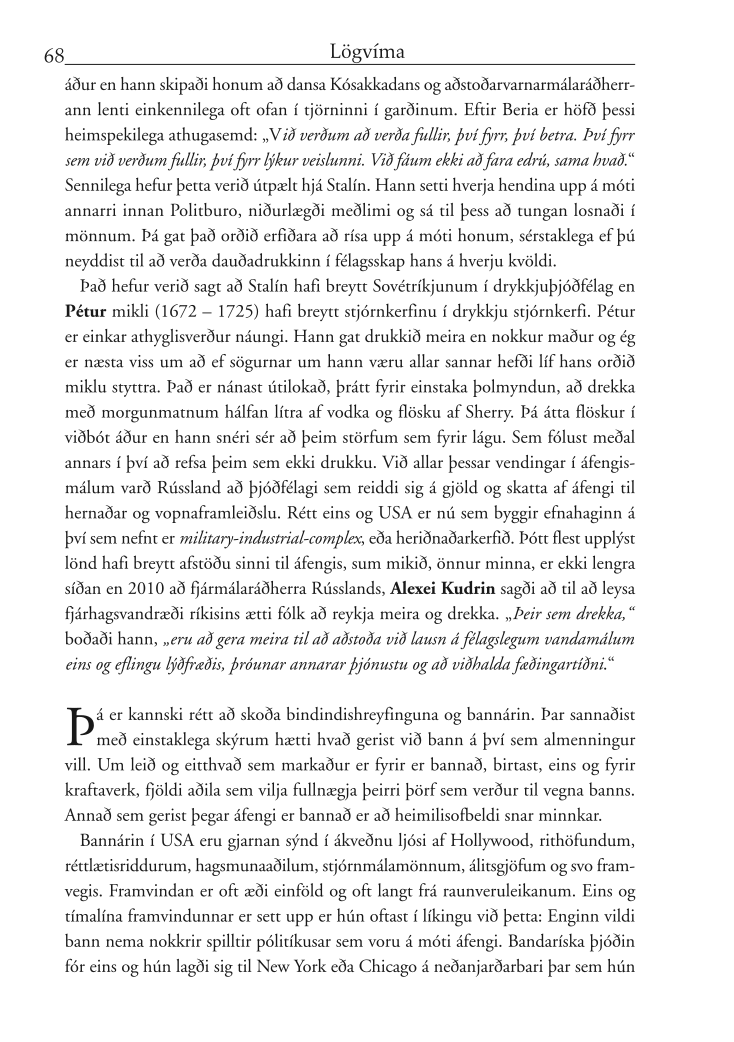 68
Lögvíma
áður en hann skipaði honum að dansa Kósakkadans og aðstoðarvarnarmálaráðherr-
ann lenti einkennilega oft ofan í tjörninni í garðinum. Eftir Beria er höfð þessi
heimspekilega athugasemd: „Við verðum að verða fullir, því fyrr, því betra. Því fyrr
sem við verðum fullir, því fyrr lýkur veislunni. Við fáum ekki að fara edrú, sama hvað.“
Sennilega hefur þetta verið útpælt hjá Stalín. Hann setti hverja hendina upp á móti
annarri innan Politburo, niðurlægði meðlimi og sá til þess að tungan losnaði í
mönnum. Þá gat það orðið erfiðara að rísa upp á móti honum, sérstaklega ef þú
neyddist til að verða dauðadrukkinn í félagsskap hans á hverju kvöldi.
Það hefur verið sagt að Stalín hafi breytt Sovétríkjunum í drykkjuþjóðfélag en
Pétur mikli (1672 – 1725) hafi breytt stjórnkerfinu í drykkju stjórnkerfi. Pétur
er einkar athyglisverður náungi. Hann gat drukkið meira en nokkur maður og ég
er næsta viss um að ef sögurnar um hann væru allar sannar hefði líf hans orðið
miklu styttra. Það er nánast útilokað, þrátt fyrir einstaka þolmyndun, að drekka
með morgunmatnum hálfan lítra af vodka og flösku af Sherry. Þá átta flöskur í
viðbót áður en hann snéri sér að þeim störfum sem fyrir lágu. Sem fólust meðal
annars í því að refsa þeim sem ekki drukku. Við allar þessar vendingar í áfengis-
málum varð Rússland að þjóðfélagi sem reiddi sig á gjöld og skatta af áfengi til
hernaðar og vopnaframleiðslu. Rétt eins og USA er nú sem byggir efnahaginn á
því sem nefnt er military-industrial-complex, eða heriðnaðarkerfið. Þótt flest upplýst
lönd hafi breytt afstöðu sinni til áfengis, sum mikið, önnur minna, er ekki lengra
síðan en 2010 að fjármálaráðherra Rússlands, Alexei Kudrin sagði að til að leysa
fjárhagsvandræði ríkisins ætti fólk að reykja meira og drekka. „Þeir sem drekka,“
boðaði hann, „eru að gera meira til að aðstoða við lausn á félagslegum vandamálum
eins og eflingu lýðfræðis, þróunar annarar þjónustu og að viðhalda fæðingartíðni.“
Þá er kannski rétt að skoða bindindishreyfinguna og bannárin. Þar sannaðist
með einstaklega skýrum hætti hvað gerist við bann á því sem almenningur
vill. Um leið og eitthvað sem markaður er fyrir er bannað, birtast, eins og fyrir
kraftaverk, fjöldi aðila sem vilja fullnægja þeirri þörf sem verður til vegna banns.
Annað sem gerist þegar áfengi er bannað er að heimilisofbeldi snar minnkar.
Bannárin í USA eru gjarnan sýnd í ákveðnu ljósi af Hollywood, rithöfundum,
réttlætisriddurum, hagsmunaaðilum, stjórnmálamönnum, álitsgjöfum og svo fram-
vegis. Framvindan er oft æði einföld og oft langt frá raunveruleikanum. Eins og
tímalína framvindunnar er sett upp er hún oftast í líkingu við þetta: Enginn vildi
bann nema nokkrir spilltir pólitíkusar sem voru á móti áfengi. Bandaríska þjóðin
fór eins og hún lagði sig til New York eða Chicago á neðanjarðarbari þar sem hún